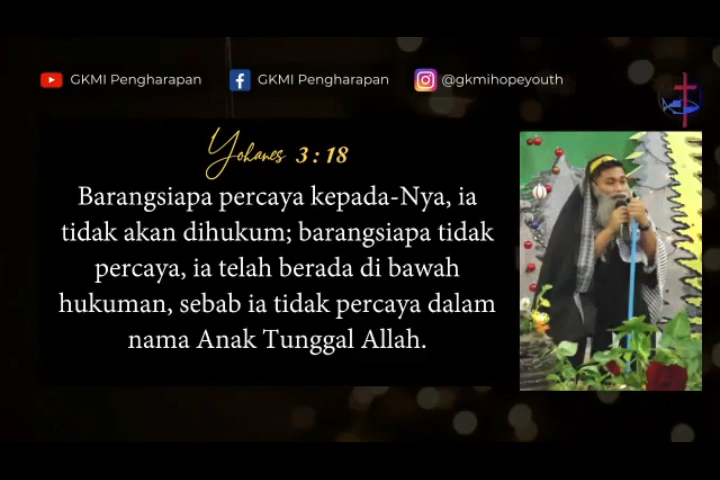 GKMI Pengharapan GKMI Pengharapan @gkmihopeyouth
Yohanes 3 : 18
Barangsiapa percaya kepada-Nya, ia
tidak akan dihukum; barangsiapa tidak
percaya, ia telah berada di bawah
hukuman, sebab ia tidak percaya dalam
nama Anak Tunggal Allah.